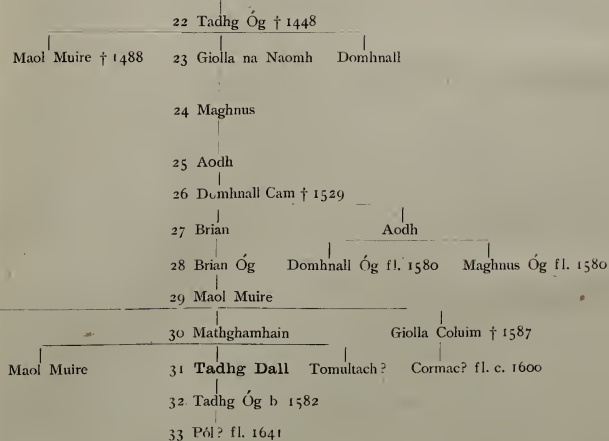 22 Tadhg Óg † 1448
Maol Muire † 1488 23 Giolla na Naomh Domhnall
24 Maghnus
25 Aodh
26 Domhnall Cam † 1529
27 Brian Aodh
28 Brian Óg Domhnall Óg fl. 1580 Maghnus Óg fl. 1580
29 Maol Muire
30 Mathghamhain Giolla Coluim † 1587
Maol Muire 31 Tadhg Dall Tomultach? Cormac? fl. c. 1600
32 Tadhg Óg b 1582
33 Pól? fl. 1641